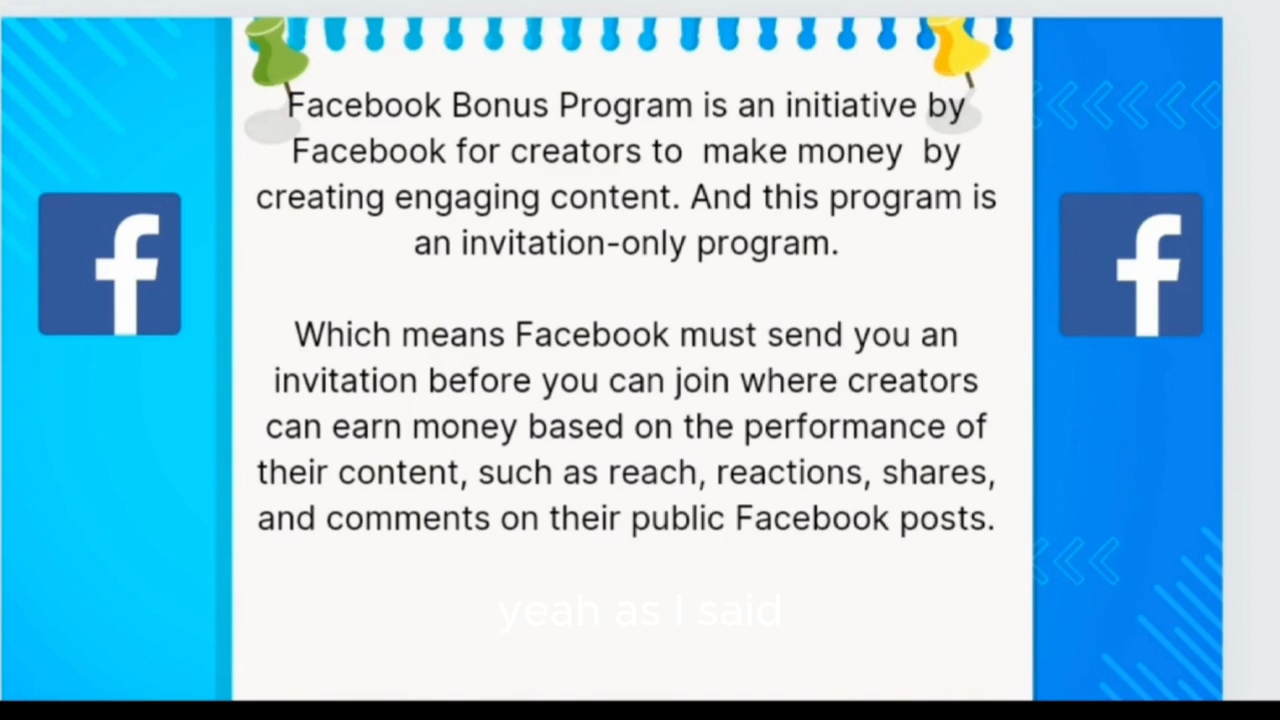 Facebook Bonus Program is an initiative by
Facebook for creators to make money by
creating engaging content. And this program is
an invitation-only program.
Which means Facebook must send you an
invitation before you can join where creators
can earn money based on the performance of
their content, such as reach, reactions, shares,
and comments on their public Facebook posts.
yeah as I said